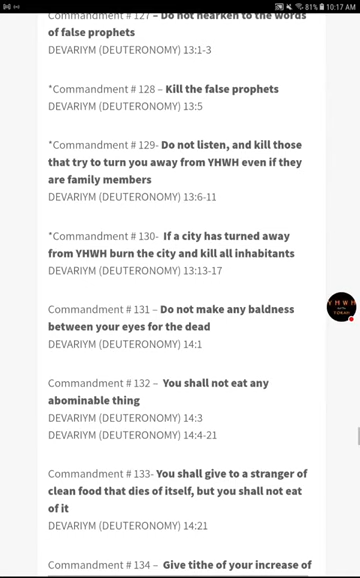 81% 10:17 AM
Commandment # 127 – Do not hearken to the words
of false prophets
DEVARIYM (DEUTERONOMY) 13:1-3
*Commandment # 128 – Kill the false prophets
DEVARIYM (DEUTERONOMY) 13:5
*Commandment # 129- Do not listen, and kill those
that try to turn you away from YHWH even if they
are family members
DEVARIYM (DEUTERONOMY) 13:6-11
*Commandment # 130- If a city has turned away
from YHWH burn the city and kill all inhabitants
DEVARIYM (DEUTERONOMY) 13:13-17
Commandment # 131 – Do not make any baldness
between your eyes for the dead
DEVARIYM (DEUTERONOMY) 14:1
Commandment # 132 – You shall not eat any
abominable thing
DEVARIYM (DEUTERONOMY) 14:3
DEVARIYM (DEUTERONOMY) 14:4-21
Commandment # 133- You shall give to a stranger of
clean food that dies of itself, but you shall not eat
of it
DEVARIYM (DEUTERONOMY) 14:21
Commandment # 134 – Give tithe of your increase of
YHWH
TORAH